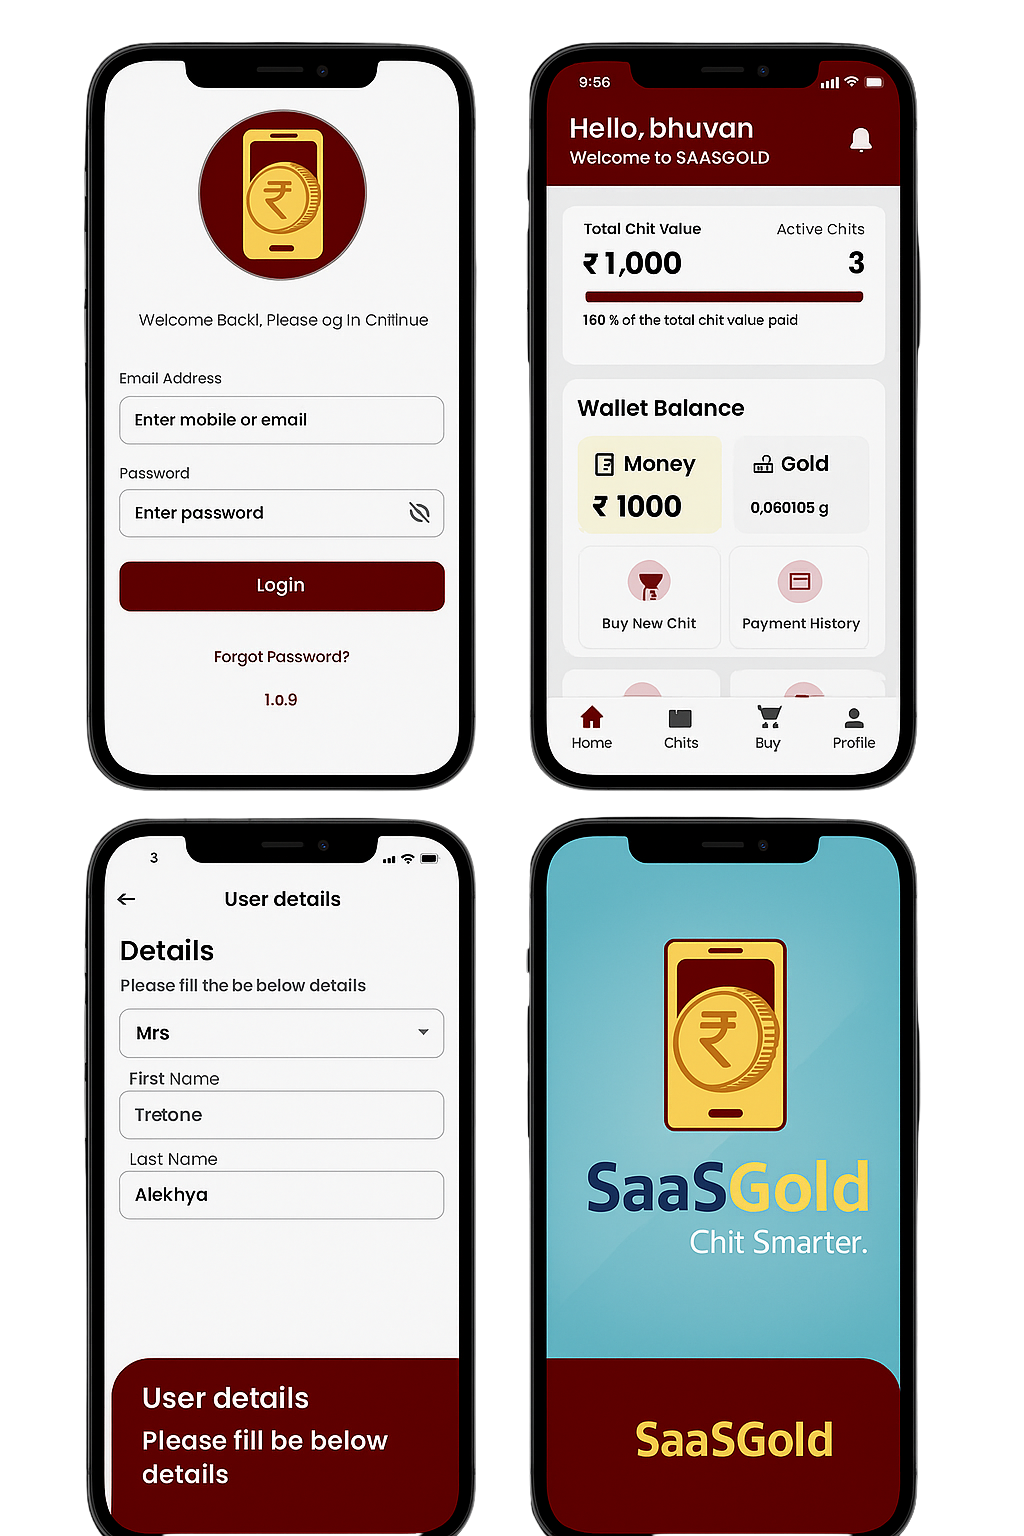 Welcome Backl, Please og In Cnitinue
Email Address
Enter mobile or email
Password
Enter password
Login
Forgot Password?
1.0.9
9:56
Hello, bhuvan
Welcome to SAASGOLD
Total Chit Value
Active Chits
₹ 1,000
3
160 % of the total chit value paid
Wallet Balance
Money
₹ 1000
Gold
0,060105 g
Buy New Chit
Payment History
Home
Chits
Buy
Profile
3
User details
Details
Please fill the be below details
Mrs
First Name
Tretone
Last Name
Alekhya
User details
Please fill be below
details
₹
SaaSGold
Chit Smarter.
SaaSGold